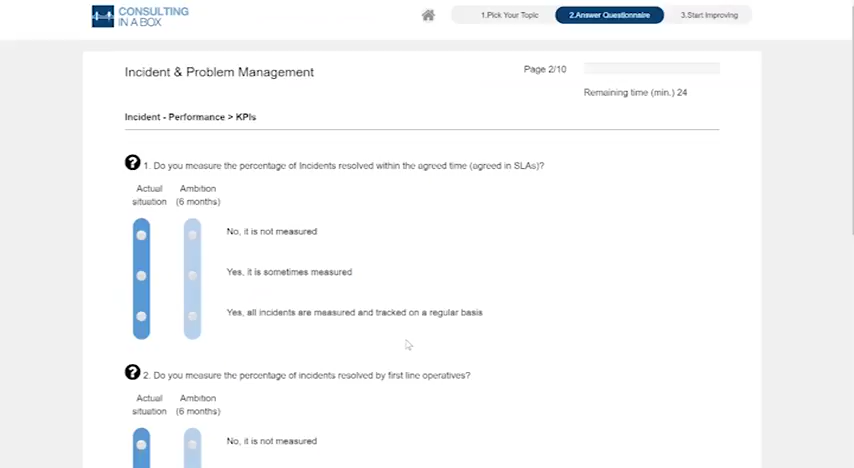 CONSULTING
IN A BOX
1.Pick Your Topic
2.Answer Questionnaire
3.Start Improving
Incident & Problem Management
Page 2/10
Remaining time (min.) 24
Incident - Performance > KPIs
? 1. Do you measure the percentage of Incidents resolved within the agreed time (agreed in SLAs)?
Actual situation
Ambition (6 months)
No, it is not measured
Yes, it is sometimes measured
Yes, all incidents are measured and tracked on a regular basis
? 2. Do you measure the percentage of incidents resolved by first line operatives?
Actual situation
Ambition (6 months)
No, it is not measured